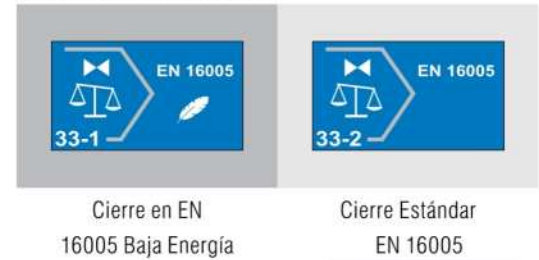 EN 16005
33-1
EN 16005
33-2
Cierre en EN
16005 Baja Energía
Cierre Estándar
EN 16005